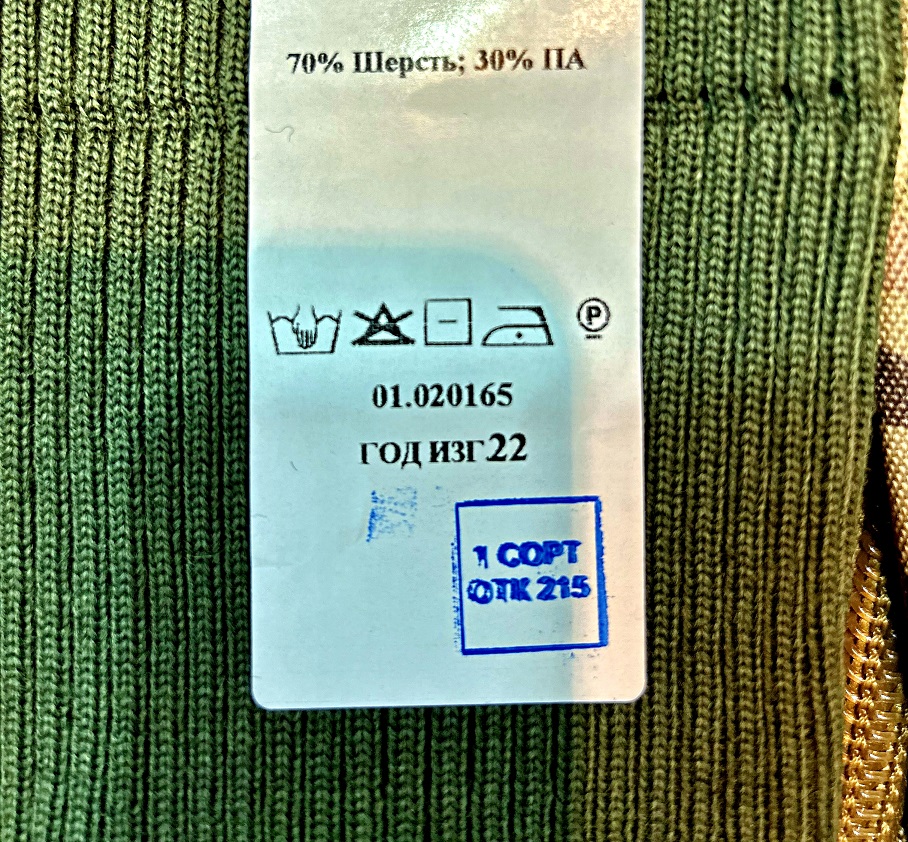 70% Шерсть; 30% ПА
P
01.020165
ГОД ИЗГ22
1 СОРТ
ОТК 215